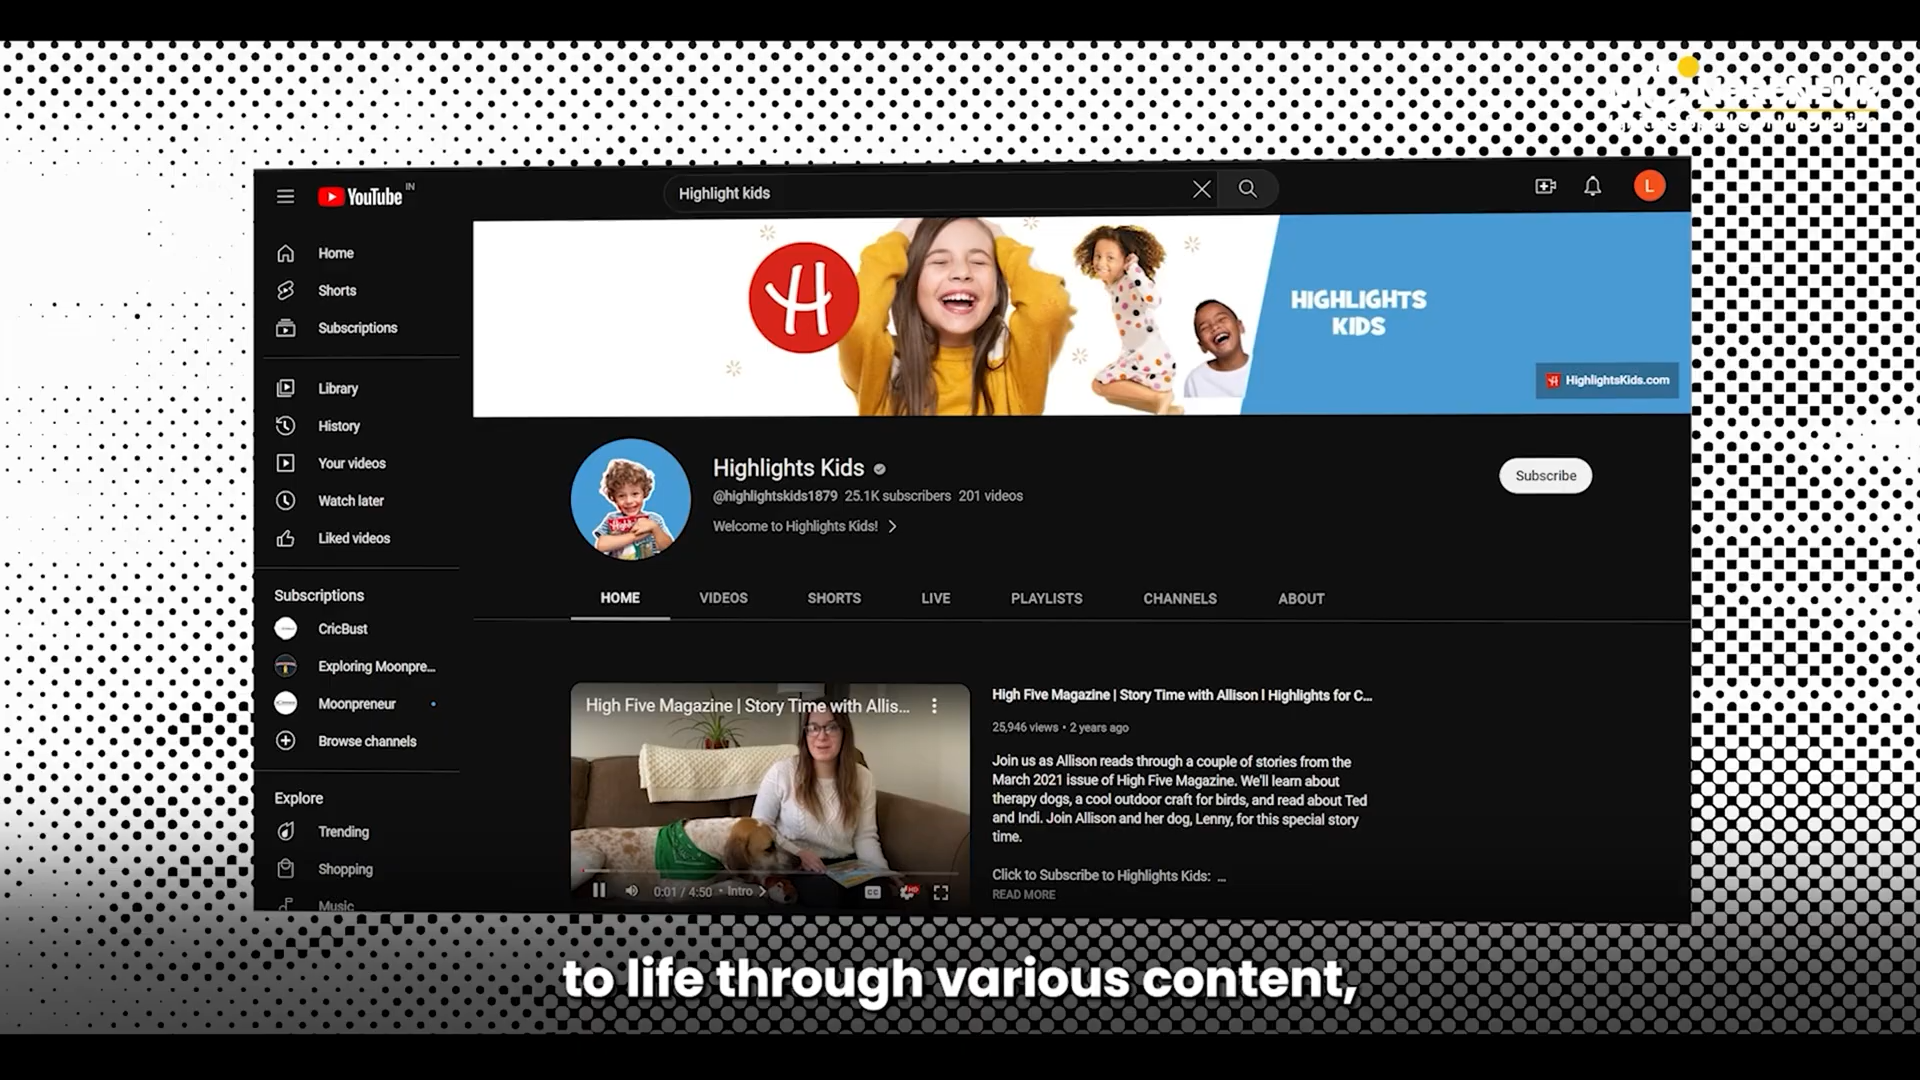 YouTube IN
Highlight kids
L
Home
Shorts
Subscriptions
Library
History
Your videos
Watch later
Liked videos
Subscriptions
CricBust
Exploring Moonpre...
Moonpreneur
Browse channels
Explore
Trending
Shopping
Music
H
HIGHLIGHTS
KIDS
HighlightsKids.com
Highlights Kids
@highlightskids1879 25.1K subscribers 201 videos
Welcome to Highlights Kids!
Subscribe
HOME VIDEOS SHORTS LIVE PLAYLISTS CHANNELS ABOUT
High Five Magazine | Story Time with Allis...
0:01 / 4:50 • Intro
CC HD
High Five Magazine | Story Time with Allison l Highlights for C...
25,946 views • 2 years ago
Join us as Allison reads through a couple of stories from the
March 2021 issue of High Five Magazine. We'll learn about
therapy dogs, a cool outdoor craft for birds, and read about Ted
and Indi. Join Allison and her dog, Lenny, for this special story
time.
Click to Subscribe to Highlights Kids: ...
READ MORE
to life through various content,